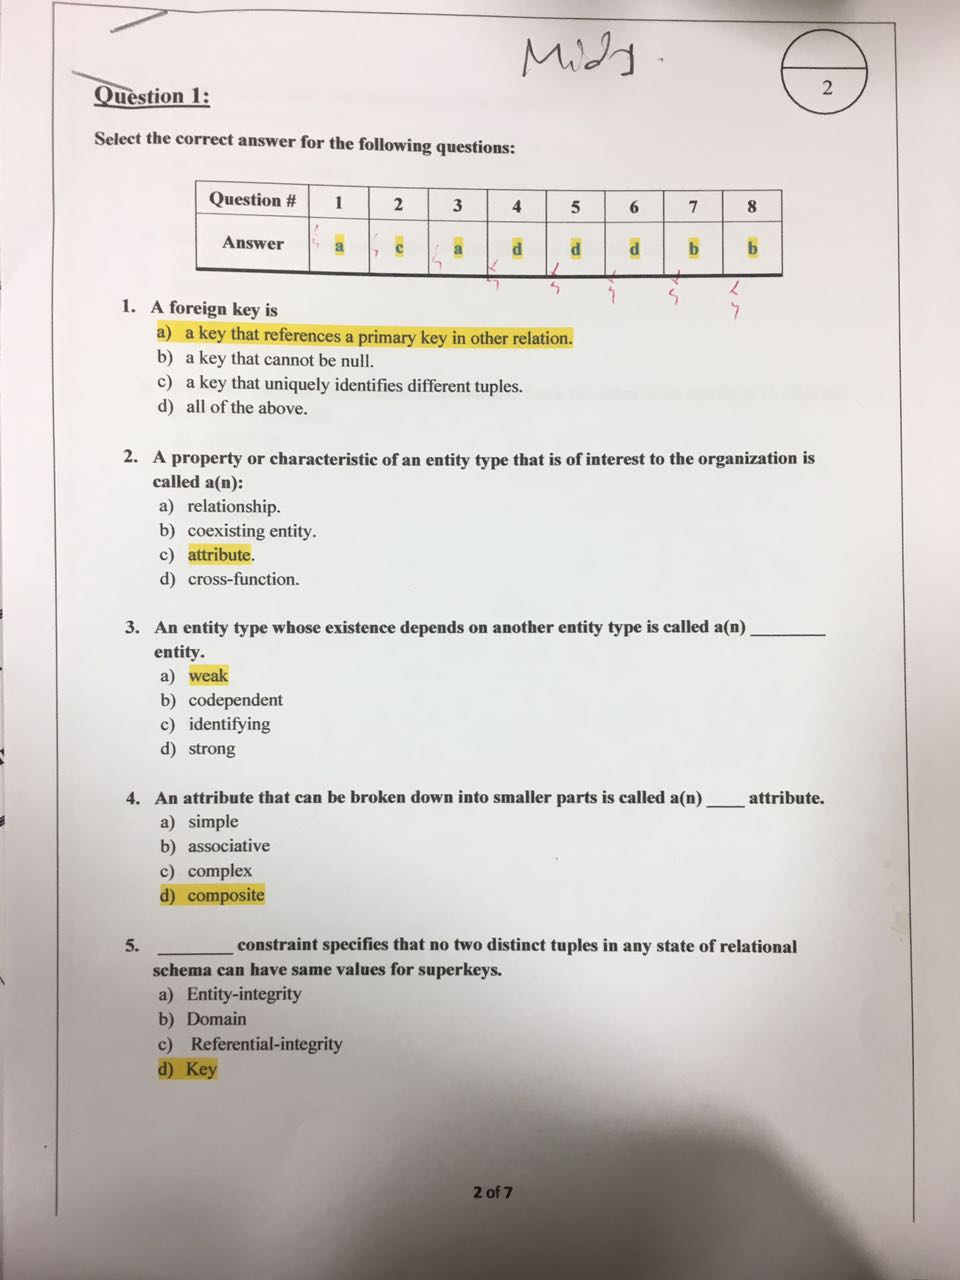 2
Question 1:
Select the correct answer for the following questions:
Question # 1 2 3 4 5 6 7 8
Answer a c a d d d b b
1. A foreign key is
a) a key that references a primary key in other relation.
b) a key that cannot be null.
c) a key that uniquely identifies different tuples.
d) all of the above.
2. A property or characteristic of an entity type that is of interest to the organization is
called a(n):
a) relationship.
b) coexisting entity.
c) attribute.
d) cross-function.
3. An entity type whose existence depends on another entity type is called a(n) ________
entity.
a) weak
b) codependent
c) identifying
d) strong
4. An attribute that can be broken down into smaller parts is called a(n) ____ attribute.
a) simple
b) associative
c) complex
d) composite
5. ________ constraint specifies that no two distinct tuples in any state of relational
schema can have same values for superkeys.
a) Entity-integrity
b) Domain
c) Referential-integrity
d) Key
2 of 7